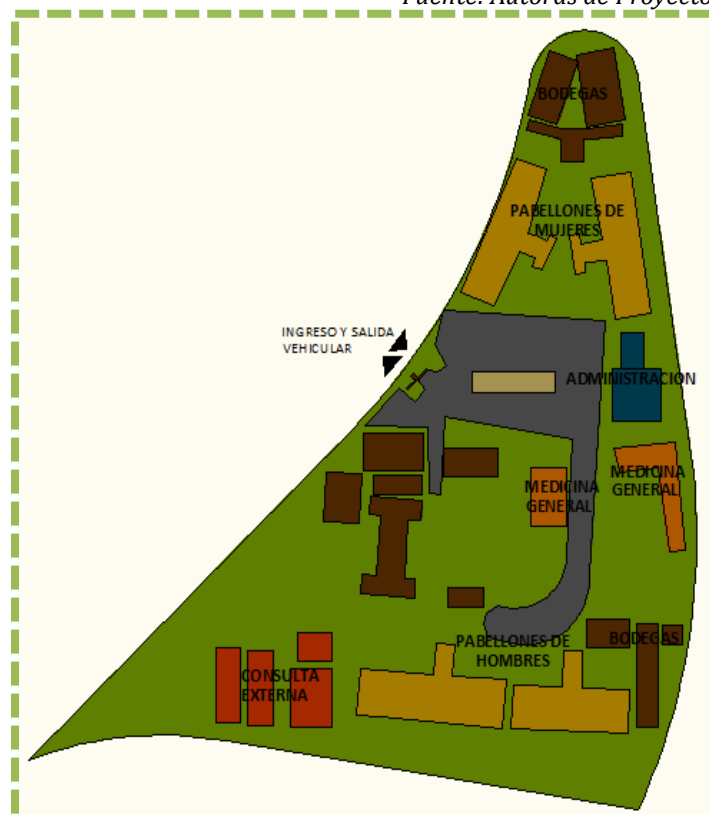 Fuente: Autoras de Proyecto
BODEGAS
PABELLONES DE
MUJERES
INGRESO Y SALIDA
VEHICULAR
ADMINISTRACION
MEDICINA
GENERAL
MEDICINA
GENERAL
PABELLONES DE
HOMBRES
BODEGAS
CONSULTA
EXTERNA